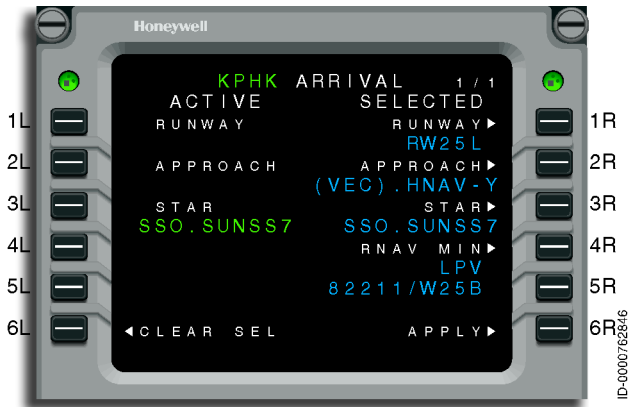 Honeywell
KPHK ARRIVAL 1/1
ACTIVE SELECTED
1L RUNWAY RUNWAY▶ 1R
RW25L
2L APPROACH APPROACH▶ 2R
(VEC).HNAV-Y
3L STAR STAR▶ 3R
SSO.SUNSS7 SSO.SUNSS7
4L RNAV MIN▶ 4R
LPV
5L 82211/W25B 5R
6L ◀CLEAR SEL APPLY▶ 6R
ID-0000762846